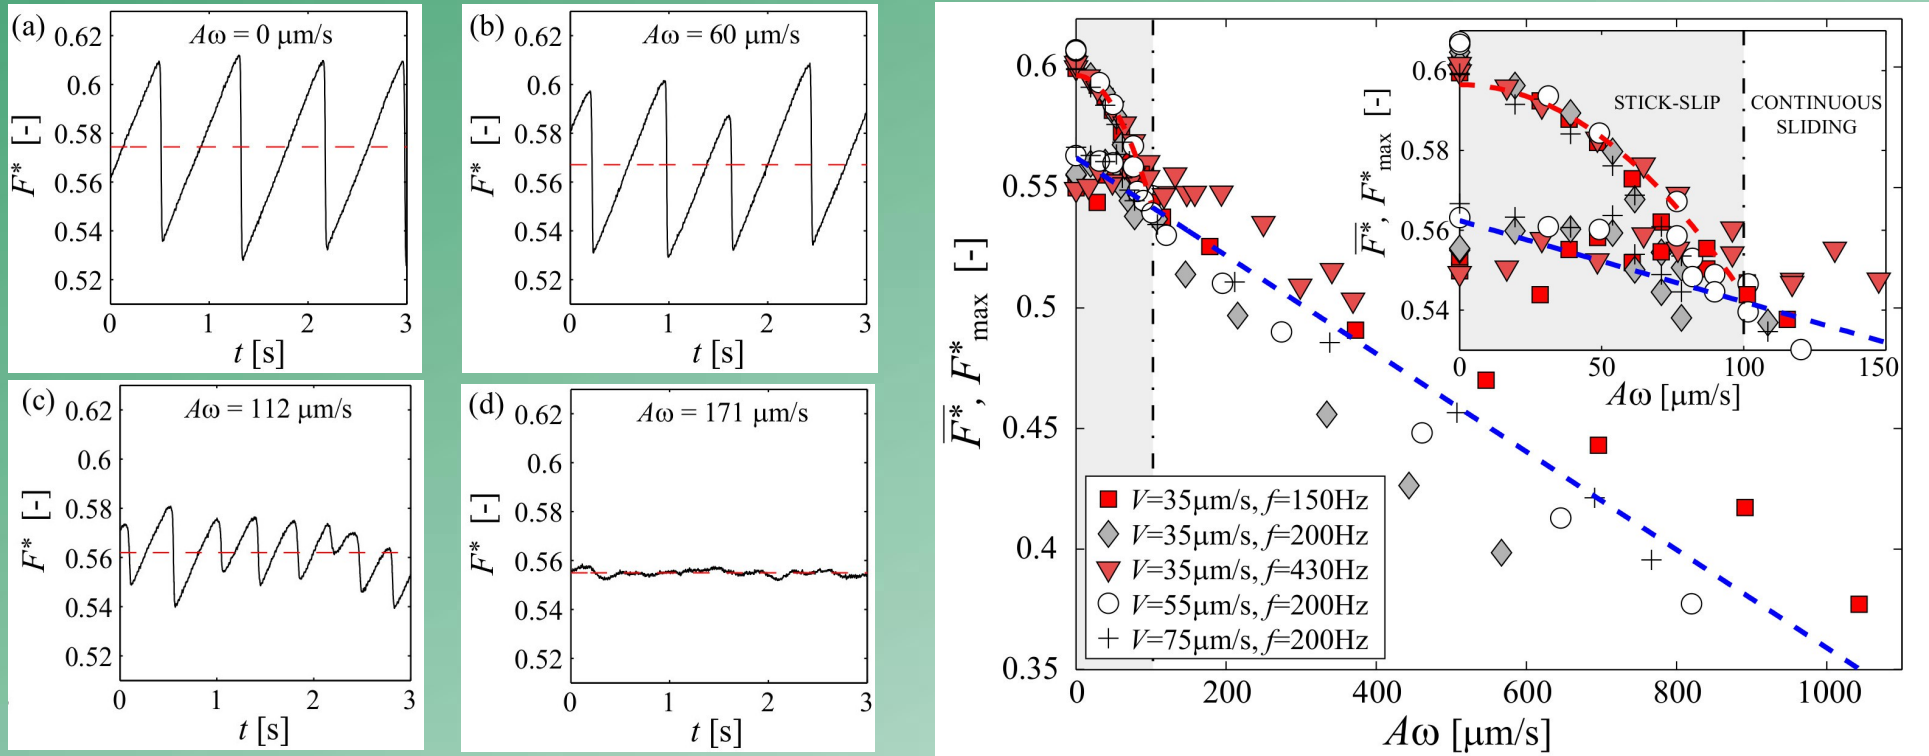 (a)
Aω = 0 μm/s
0.62
0.6
0.58
0.56
0.54
0.52
F* [-]
0 1 2 3
t [s]
(b)
Aω = 60 μm/s
0.62
0.6
0.58
0.56
0.54
0.52
F* [-]
0 1 2 3
t [s]
(c)
Aω = 112 μm/s
0.62
0.6
0.58
0.56
0.54
0.52
F* [-]
0 1 2 3
t [s]
(d)
Aω = 171 μm/s
0.62
0.6
0.58
0.56
0.54
0.52
F* [-]
0 1 2 3
t [s]
0.6
0.55
0.5
0.45
0.4
0.35
F̅*, F*max [-]
0 200 400 600 800 1000
Aω [μm/s]
V=35μm/s, f=150Hz
V=35μm/s, f=200Hz
V=35μm/s, f=430Hz
V=55μm/s, f=200Hz
V=75μm/s, f=200Hz
STICK-SLIP
CONTINUOUS
SLIDING
0.6
0.58
0.56
0.54
F̅*, F*max [-]
0 50 100 150
Aω [μm/s]